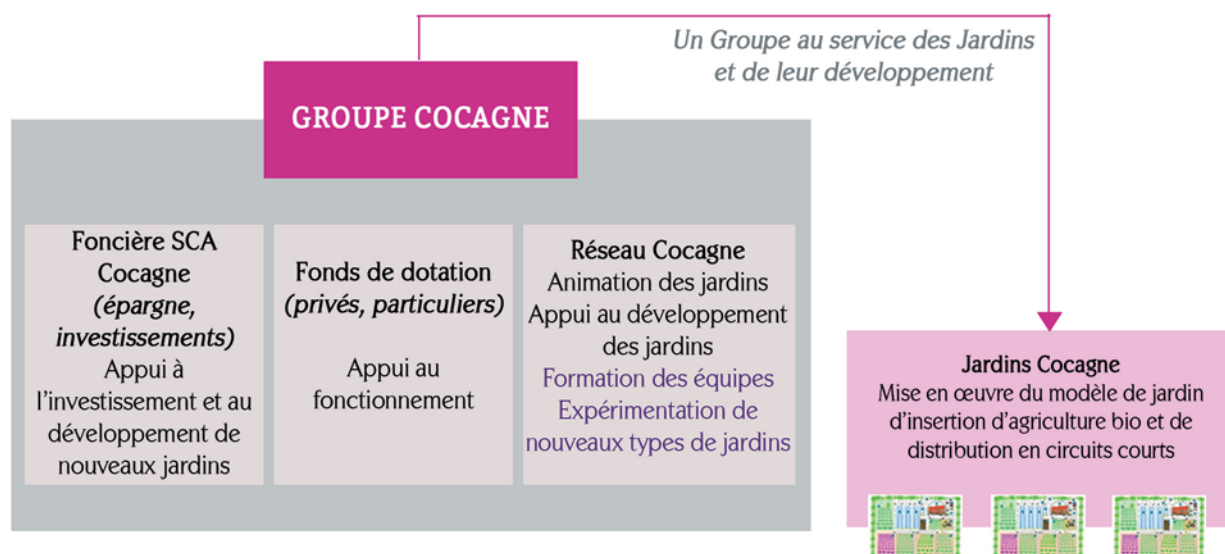 Un Groupe au service des Jardins
et de leur développement
GROUPE COCAGNE
Foncière SCA
Cocagne
(épargne,
investissements)
Appui à
l'investissement et au
développement de
nouveaux jardins
Fonds de dotation
(privés, particuliers)
Appui au
fonctionnement
Réseau Cocagne
Animation des jardins
Appui au développement
des jardins
Formation des équipes
Expérimentation de
nouveaux types de jardins
Jardins Cocagne
Mise en œuvre du modèle de jardin
d'insertion d'agriculture bio et de
distribution en circuits courts